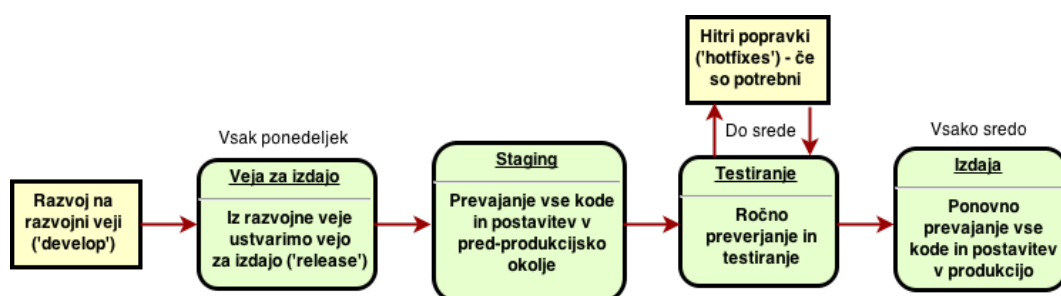 Razvoj na
razvojni veji
('develop')
Vsak ponedeljek
Veja za izdajo
Iz razvojne veje
ustvarimo vejo
za izdajo ('release')
Staging
Prevajanje vse kode
in postavitev v
pred-produkcijsko
okolje
Hitri popravki
('hotfixes') - če
so potrebni
Do srede
Testiranje
Ročno
preverjanje in
testiranje
Vsako sredo
Izdaja
Ponovno
prevajanje vse
kode in postavitev
v produkcijo